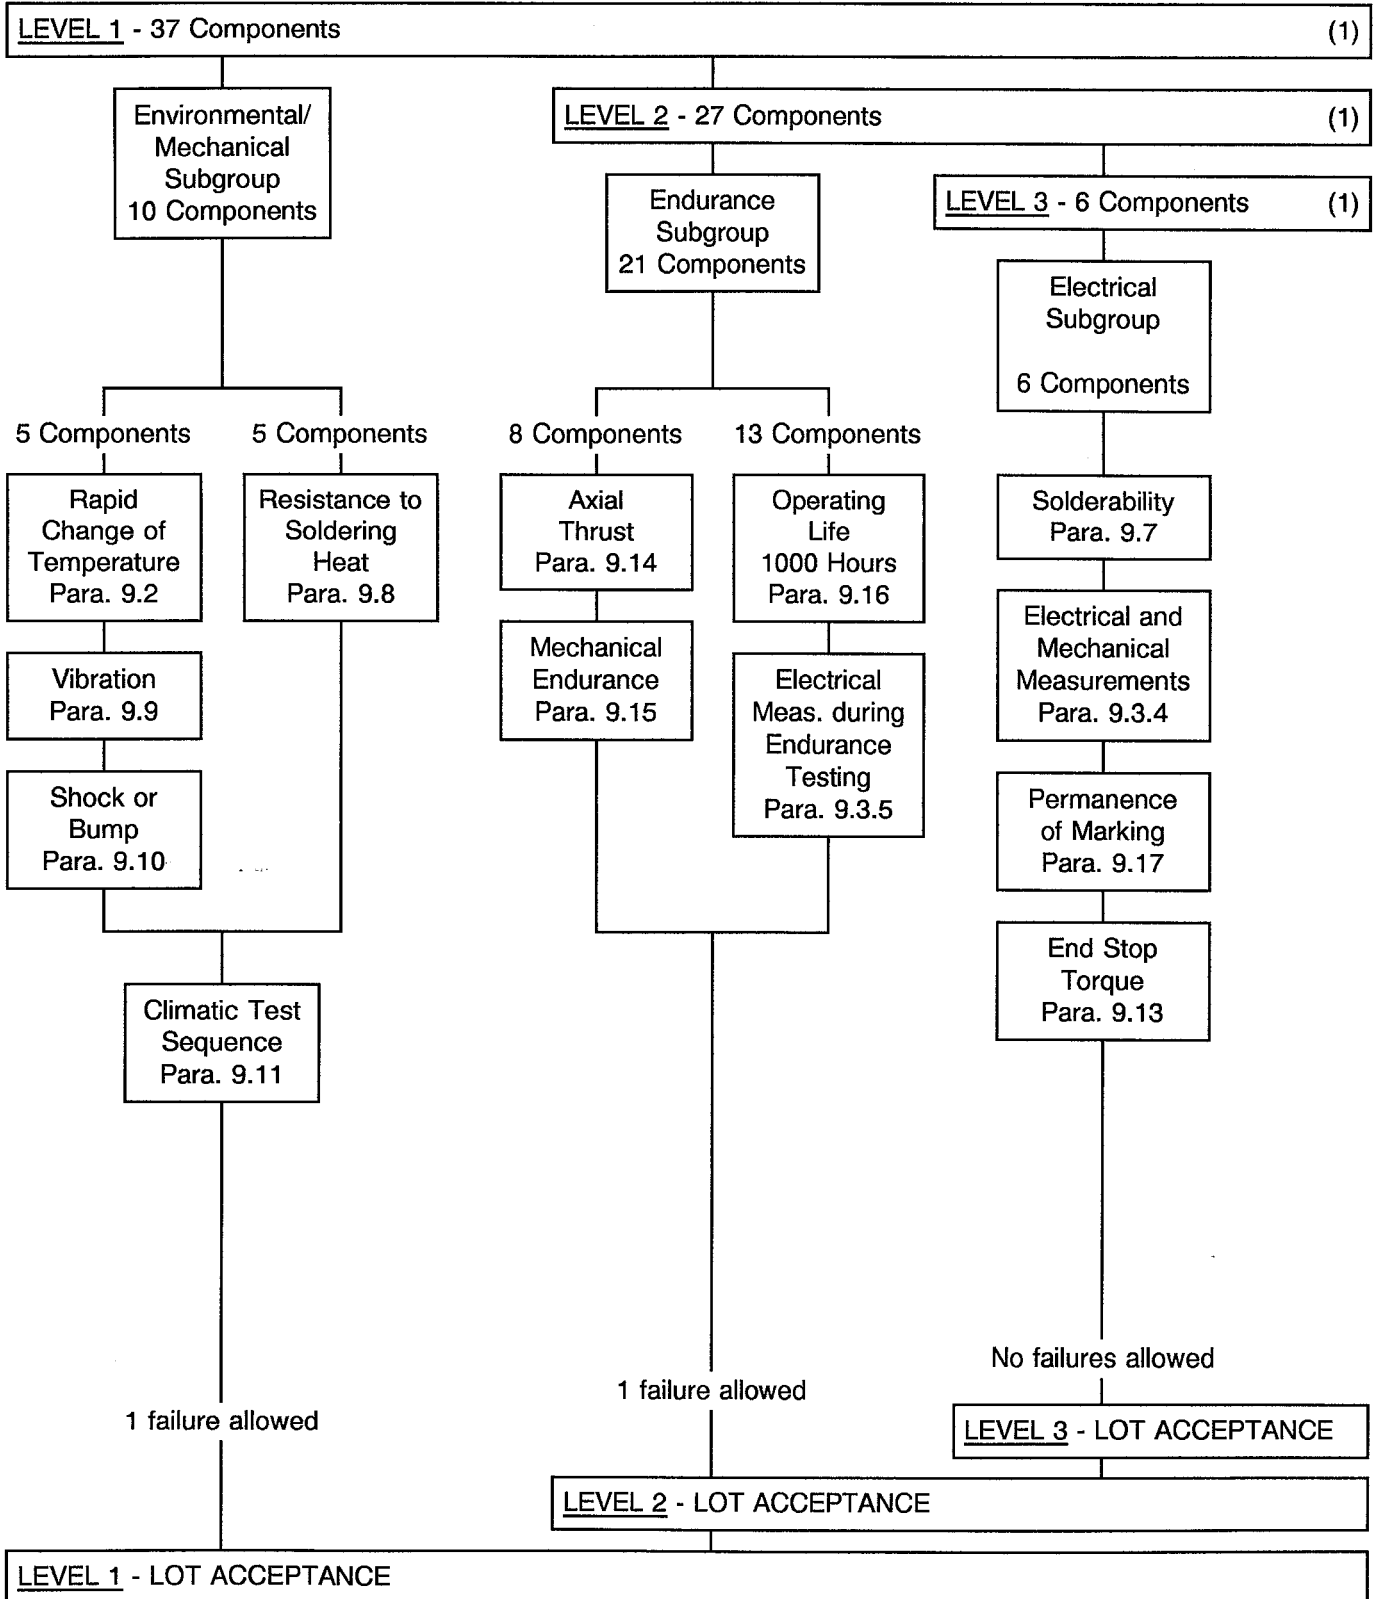 LEVEL 1 - 37 Components (1)
Environmental/
Mechanical
Subgroup
10 Components
LEVEL 2 - 27 Components (1)
Endurance
Subgroup
21 Components
LEVEL 3 - 6 Components (1)
Electrical
Subgroup
6 Components
5 Components
5 Components
8 Components
13 Components
Rapid
Change of
Temperature
Para. 9.2
Vibration
Para. 9.9
Shock or
Bump
Para. 9.10
Resistance to
Soldering
Heat
Para. 9.8
Climatic Test
Sequence
Para. 9.11
Axial
Thrust
Para. 9.14
Mechanical
Endurance
Para. 9.15
Operating
Life
1000 Hours
Para. 9.16
Electrical
Meas. during
Endurance
Testing
Para. 9.3.5
Solderability
Para. 9.7
Electrical and
Mechanical
Measurements
Para. 9.3.4
Permanence
of Marking
Para. 9.17
End Stop
Torque
Para. 9.13
No failures allowed
1 failure allowed
1 failure allowed
LEVEL 3 - LOT ACCEPTANCE
LEVEL 2 - LOT ACCEPTANCE
LEVEL 1 - LOT ACCEPTANCE